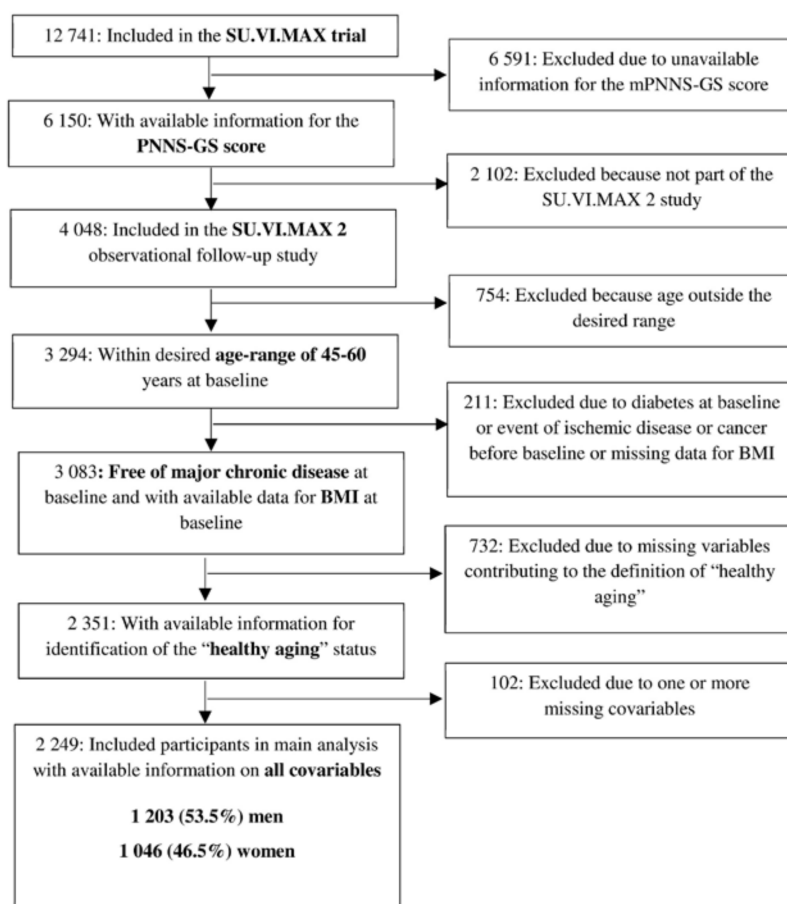 12 741: Included in the SU.VI.MAX trial
6 591: Excluded due to unavailable
information for the mPNNS-GS score
6 150: With available information for the
PNNS-GS score
2 102: Excluded because not part of the
SU.VI.MAX 2 study
4 048: Included in the SU.VI.MAX 2
observational follow-up study
754: Excluded because age outside the
desired range
3 294: Within desired age-range of 45-60
years at baseline
211: Excluded due to diabetes at baseline
or event of ischemic disease or cancer
before baseline or missing data for BMI
3 083: Free of major chronic disease at
baseline and with available data for BMI at
baseline
732: Excluded due to missing variables
contributing to the definition of “healthy
aging”
2 351: With available information for
identification of the “healthy aging” status
102: Excluded due to one or more
missing covariables
2 249: Included participants in main analysis
with available information on all covariables
1 203 (53.5%) men
1 046 (46.5%) women